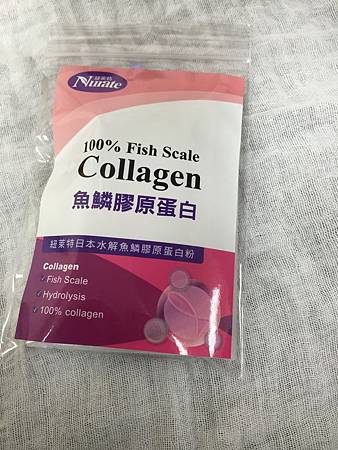 紐萊特
Nurate
100% Fish Scale
Collagen
魚鱗膠原蛋白
紐萊特日本水解魚鱗膠原蛋白粉
Collagen
✓Fish Scale
✓Hydrolysis
✓100% collagen